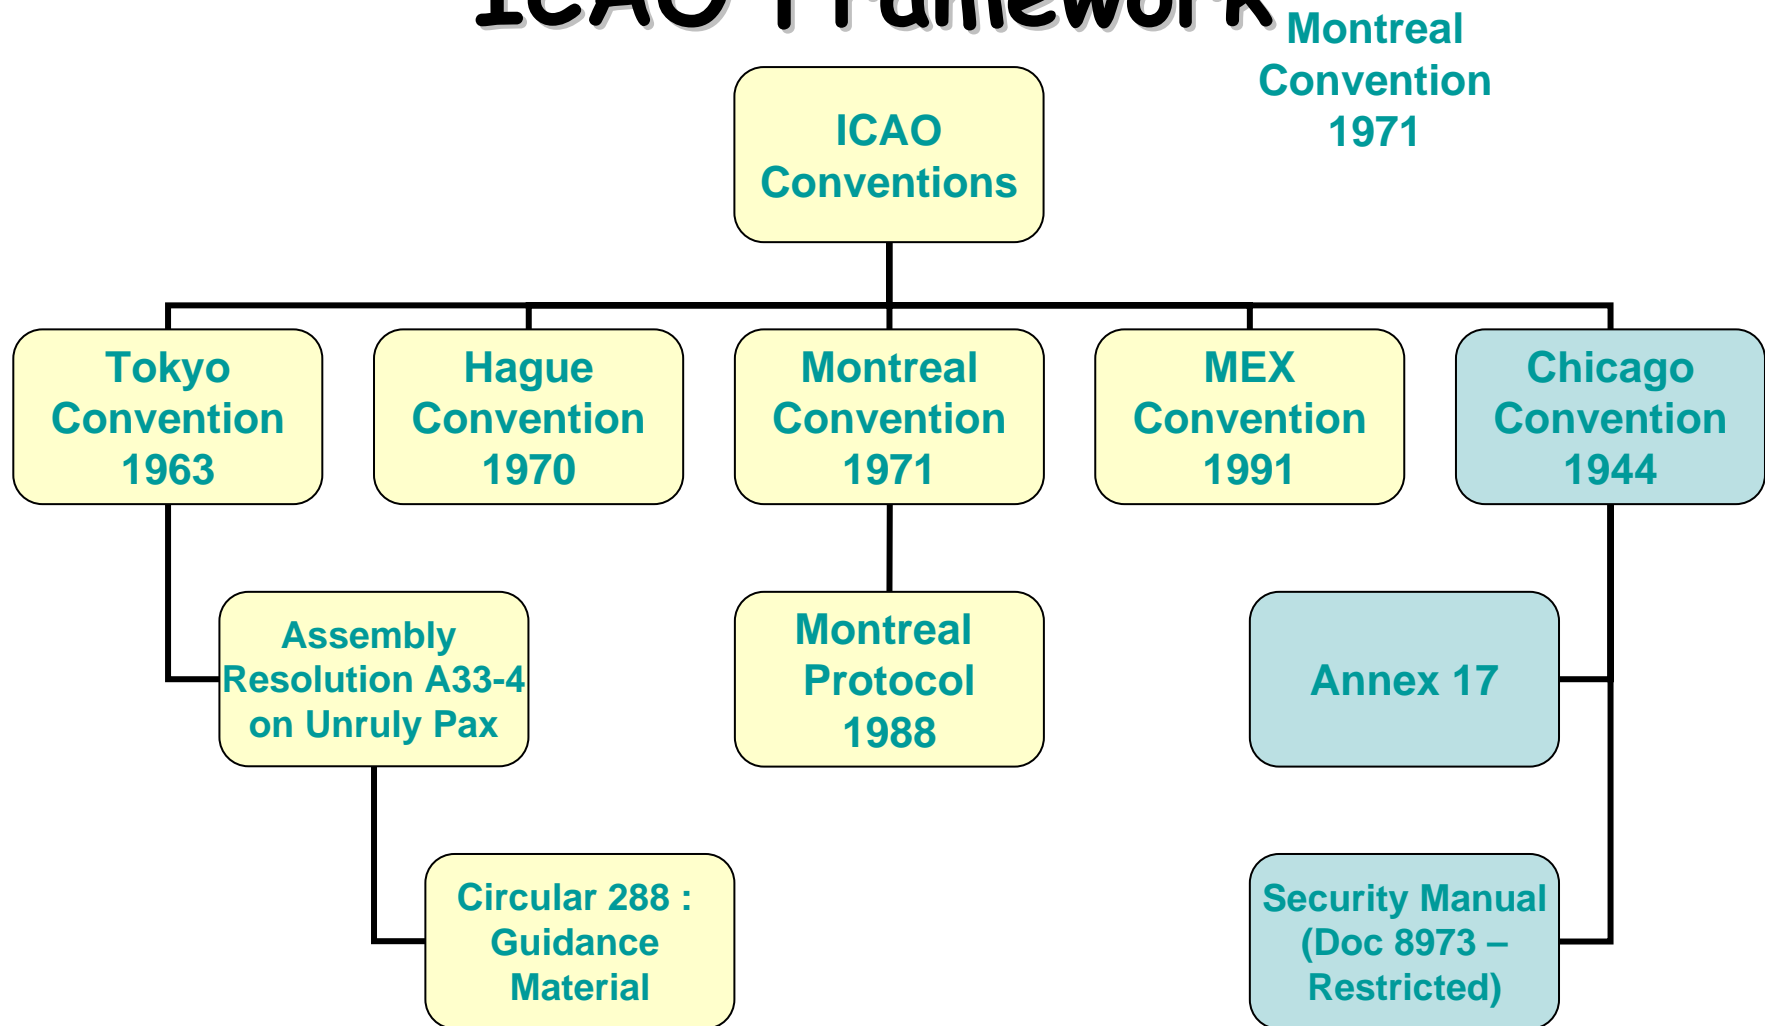 ICAO Framework
Montreal
Convention
1971
ICAO
Conventions
Tokyo
Convention
1963
Hague
Convention
1970
Montreal
Convention
1971
MEX
Convention
1991
Chicago
Convention
1944
Assembly
Resolution A33-4
on Unruly Pax
Montreal
Protocol
1988
Annex 17
Circular 288 :
Guidance
Material
Security Manual
(Doc 8973 –
Restricted)